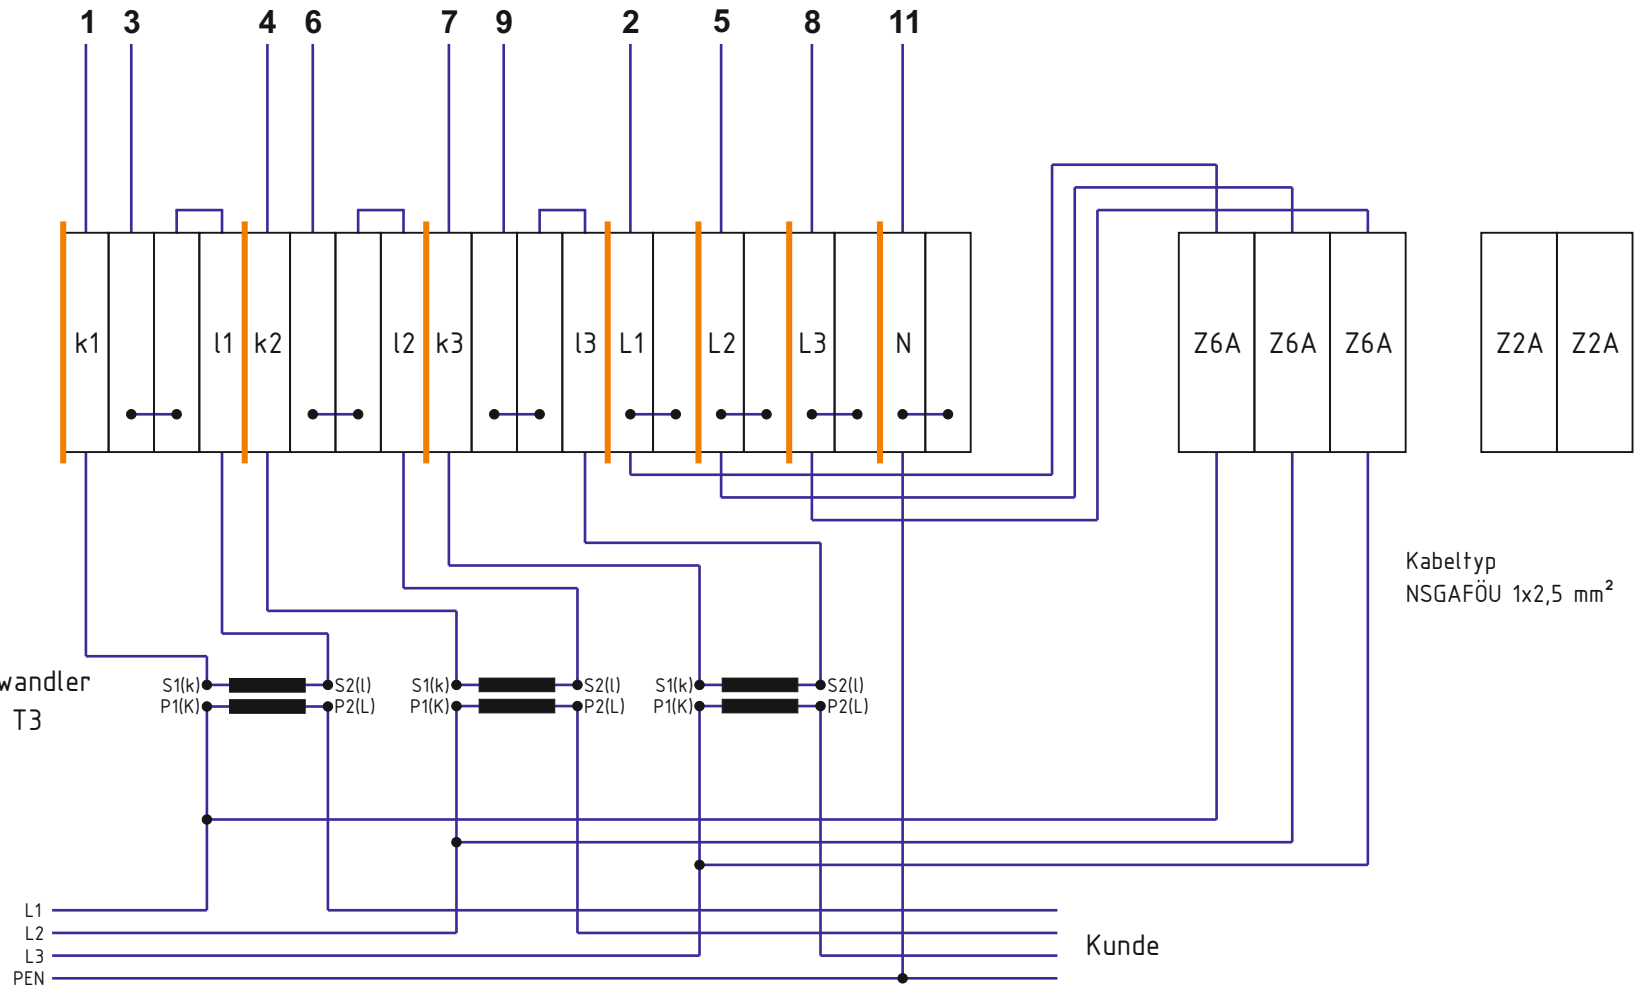 1 3 4 6 7 9 2 5 8 11
k1 l1 k2 l2 k3 l3 L1 L2 L3 N Z6A Z6A Z6A Z2A Z2A
Kabeltyp
NSGAFÖU 1x2,5 mm²
wandler
T3
S1(k) S2(l) S1(k) S2(l) S1(k) S2(l)
P1(K) P2(L) P1(K) P2(L) P1(K) P2(L)
L1
L2
L3
PEN
Kunde